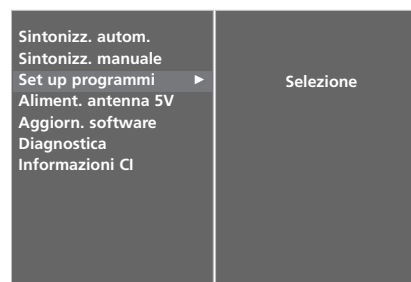 Sintonizz. autom.
Sintonizz. manuale
Set up programmi ►
Aliment. antenna 5V
Aggiorn. software
Diagnostica
Informazioni CI
Selezione